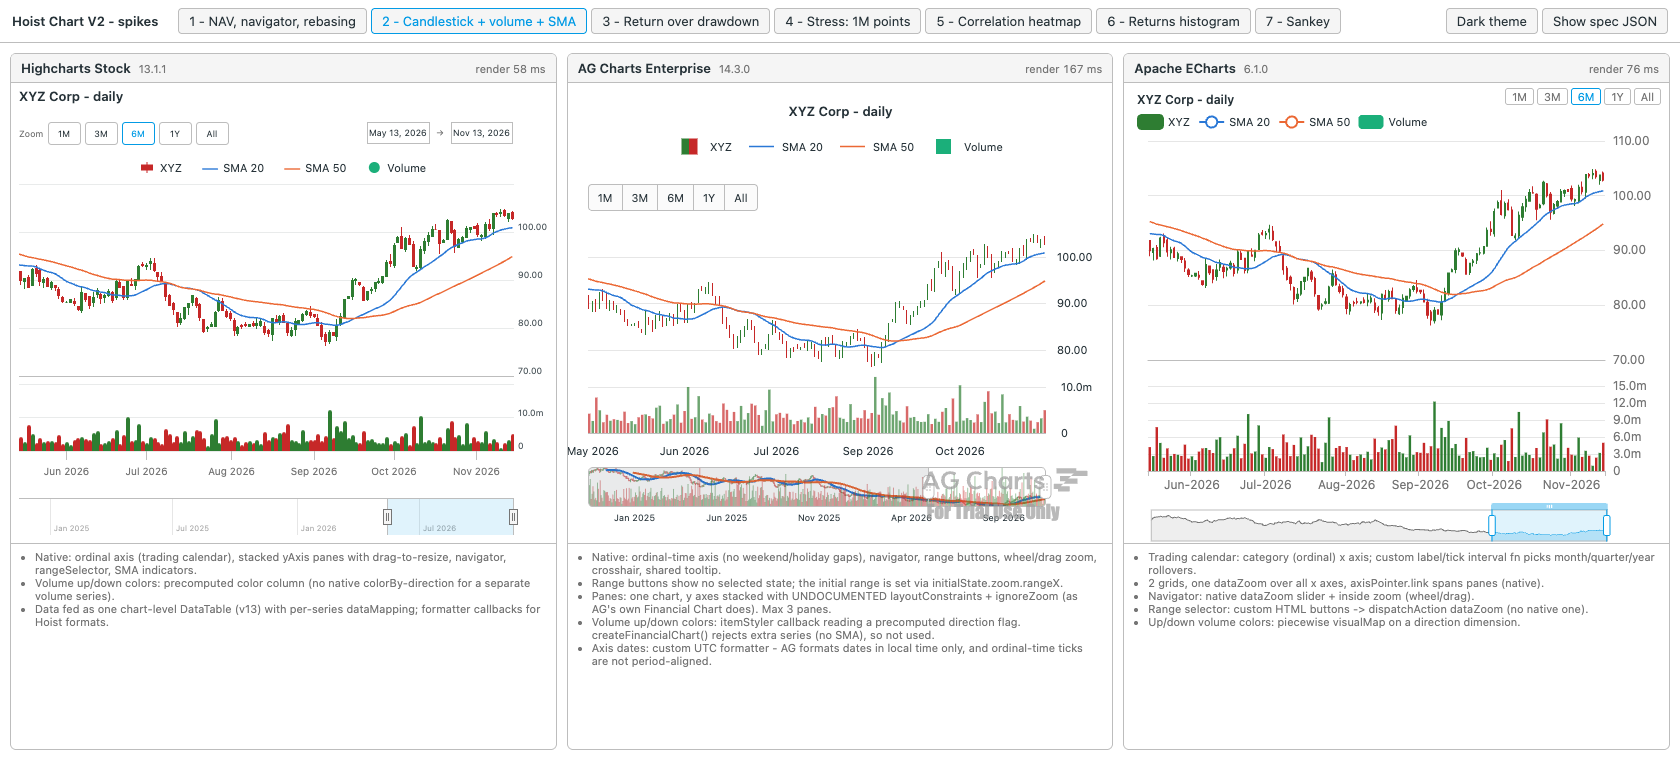 Hoist Chart V2 - spikes
1 - NAV, navigator, rebasing
2 - Candlestick + volume + SMA
3 - Return over drawdown
4 - Stress: 1M points
5 - Correlation heatmap
6 - Returns histogram
7 - Sankey
Dark theme
Show spec JSON
Highcharts Stock 13.1.1
render 58 ms
XYZ Corp - daily
Zoom 1M 3M 6M 1Y All
May 13, 2026 → Nov 13, 2026
XYZ SMA 20 SMA 50 Volume
100.00
90.00
80.00
70.00
10.0m
0
Jun 2026 Jul 2026 Aug 2026 Sep 2026 Oct 2026 Nov 2026
Jan 2025 Jul 2025 Jan 2026 Jul 2026
• Native: ordinal axis (trading calendar), stacked yAxis panes with drag-to-resize, navigator,
rangeSelector, SMA indicators.
• Volume up/down colors: precomputed color column (no native colorBy-direction for a separate
volume series).
• Data fed as one chart-level DataTable (v13) with per-series dataMapping; formatter callbacks for
Hoist formats.
AG Charts Enterprise 14.3.0
render 167 ms
XYZ Corp - daily
XYZ SMA 20 SMA 50 Volume
1M 3M 6M 1Y All
100.00
90.00
80.00
10.0m
0
May 2026 Jun 2026 Jul 2026 Sep 2026 Oct 2026
AG Charts
For Trial Use Only
Jan 2025 Jun 2025 Nov 2025 Apr 2026 Sep 2026
• Native: ordinal-time axis (no weekend/holiday gaps), navigator, range buttons, wheel/drag zoom,
crosshair, shared tooltip.
• Range buttons show no selected state; the initial range is set via initialState.zoom.rangeX.
• Panes: one chart, y axes stacked with UNDOCUMENTED layoutConstraints + ignoreZoom (as
AG's own Financial Chart does). Max 3 panes.
• Volume up/down colors: itemStyler callback reading a precomputed direction flag.
createFinancialChart() rejects extra series (no SMA), so not used.
• Axis dates: custom UTC formatter - AG formats dates in local time only, and ordinal-time ticks
are not period-aligned.
Apache ECharts 6.1.0
render 76 ms
XYZ Corp - daily
1M 3M 6M 1Y All
XYZ SMA 20 SMA 50 Volume
110.00
100.00
90.00
80.00
70.00
15.0m
12.0m
9.0m
6.0m
3.0m
0
Jun-2026 Jul-2026 Aug-2026 Sep-2026 Oct-2026 Nov-2026
• Trading calendar: category (ordinal) x axis; custom label/tick interval fn picks month/quarter/year
rollovers.
• 2 grids, one dataZoom over all x axes, axisPointer.link spans panes (native).
• Navigator: native dataZoom slider + inside zoom (wheel/drag).
• Range selector: custom HTML buttons -> dispatchAction dataZoom (no native one).
• Up/down volume colors: piecewise visualMap on a direction dimension.